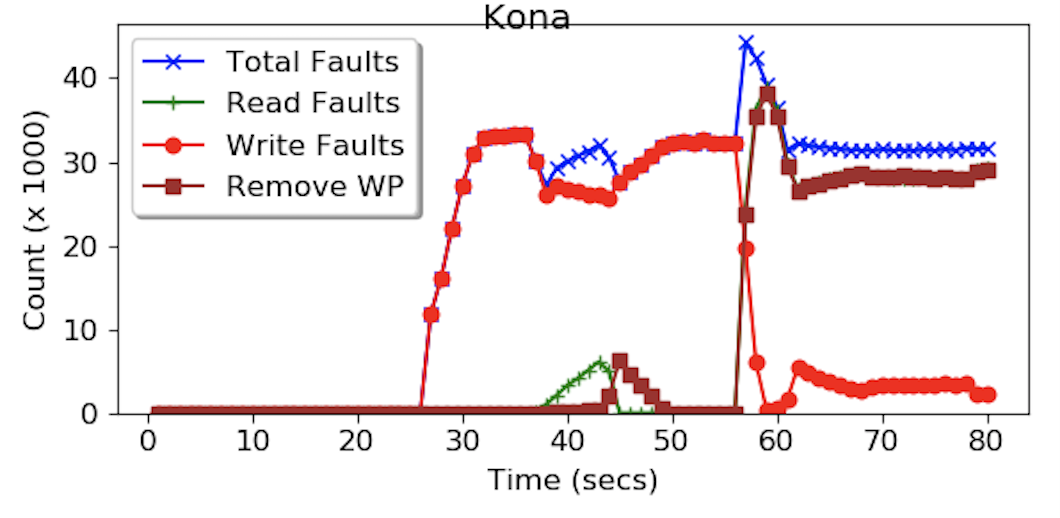 Kona
Total Faults
Read Faults
Write Faults
Remove WP
Count (x 1000)
40
30
20
10
0
0 10 20 30 40 50 60 70 80
Time (secs)